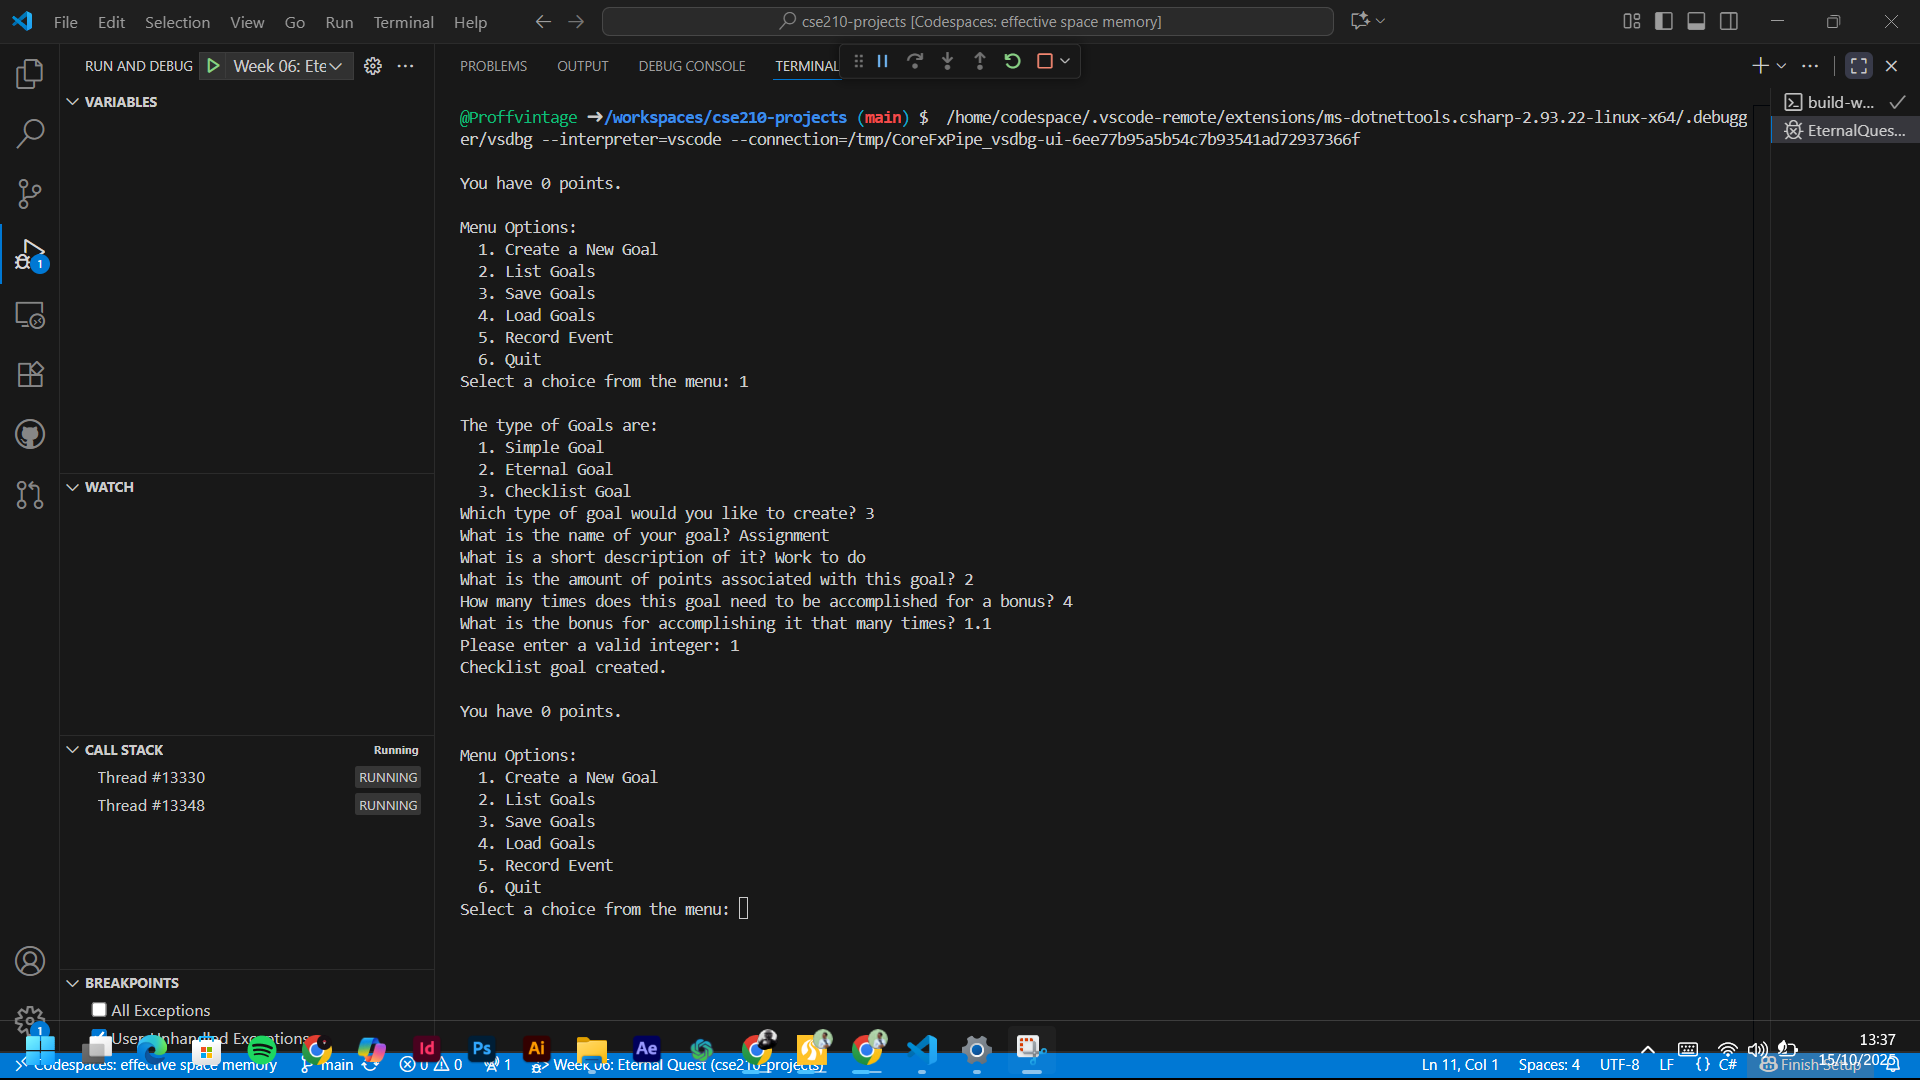 File Edit Selection View Go Run Terminal Help
cse210-projects [Codespaces: effective space memory]
RUN AND DEBUG
Week 06: Ete
PROBLEMS OUTPUT DEBUG CONSOLE TERMINAL
VARIABLES
WATCH
CALL STACK Running
Thread #13330 RUNNING
Thread #13348 RUNNING
BREAKPOINTS
All Exceptions
User-Unhandled Exceptions
@Proffvintage ➜/workspaces/cse210-projects (main) $ /home/codespace/.vscode-remote/extensions/ms-dotnettools.csharp-2.93.22-linux-x64/.debugg
er/vsdbg --interpreter=vscode --connection=/tmp/CoreFxPipe_vsdbg-ui-6ee77b95a5b54c7b93541ad72937366f
You have 0 points.
Menu Options:
1. Create a New Goal
2. List Goals
3. Save Goals
4. Load Goals
5. Record Event
6. Quit
Select a choice from the menu: 1
The type of Goals are:
1. Simple Goal
2. Eternal Goal
3. Checklist Goal
Which type of goal would you like to create? 3
What is the name of your goal? Assignment
What is a short description of it? Work to do
What is the amount of points associated with this goal? 2
How many times does this goal need to be accomplished for a bonus? 4
What is the bonus for accomplishing it that many times? 1.1
Please enter a valid integer: 1
Checklist goal created.
You have 0 points.
Menu Options:
1. Create a New Goal
2. List Goals
3. Save Goals
4. Load Goals
5. Record Event
6. Quit
Select a choice from the menu:
build-w...
EternalQues...
1
1
Id Ps Ai Ae
13:37
15/10/2025
Codespaces: effective space memory main 0 0 1 Week 06: Eternal Quest (cse210-projects) Ln 11, Col 1 Spaces: 4 UTF-8 LF {} C# Finish Setup